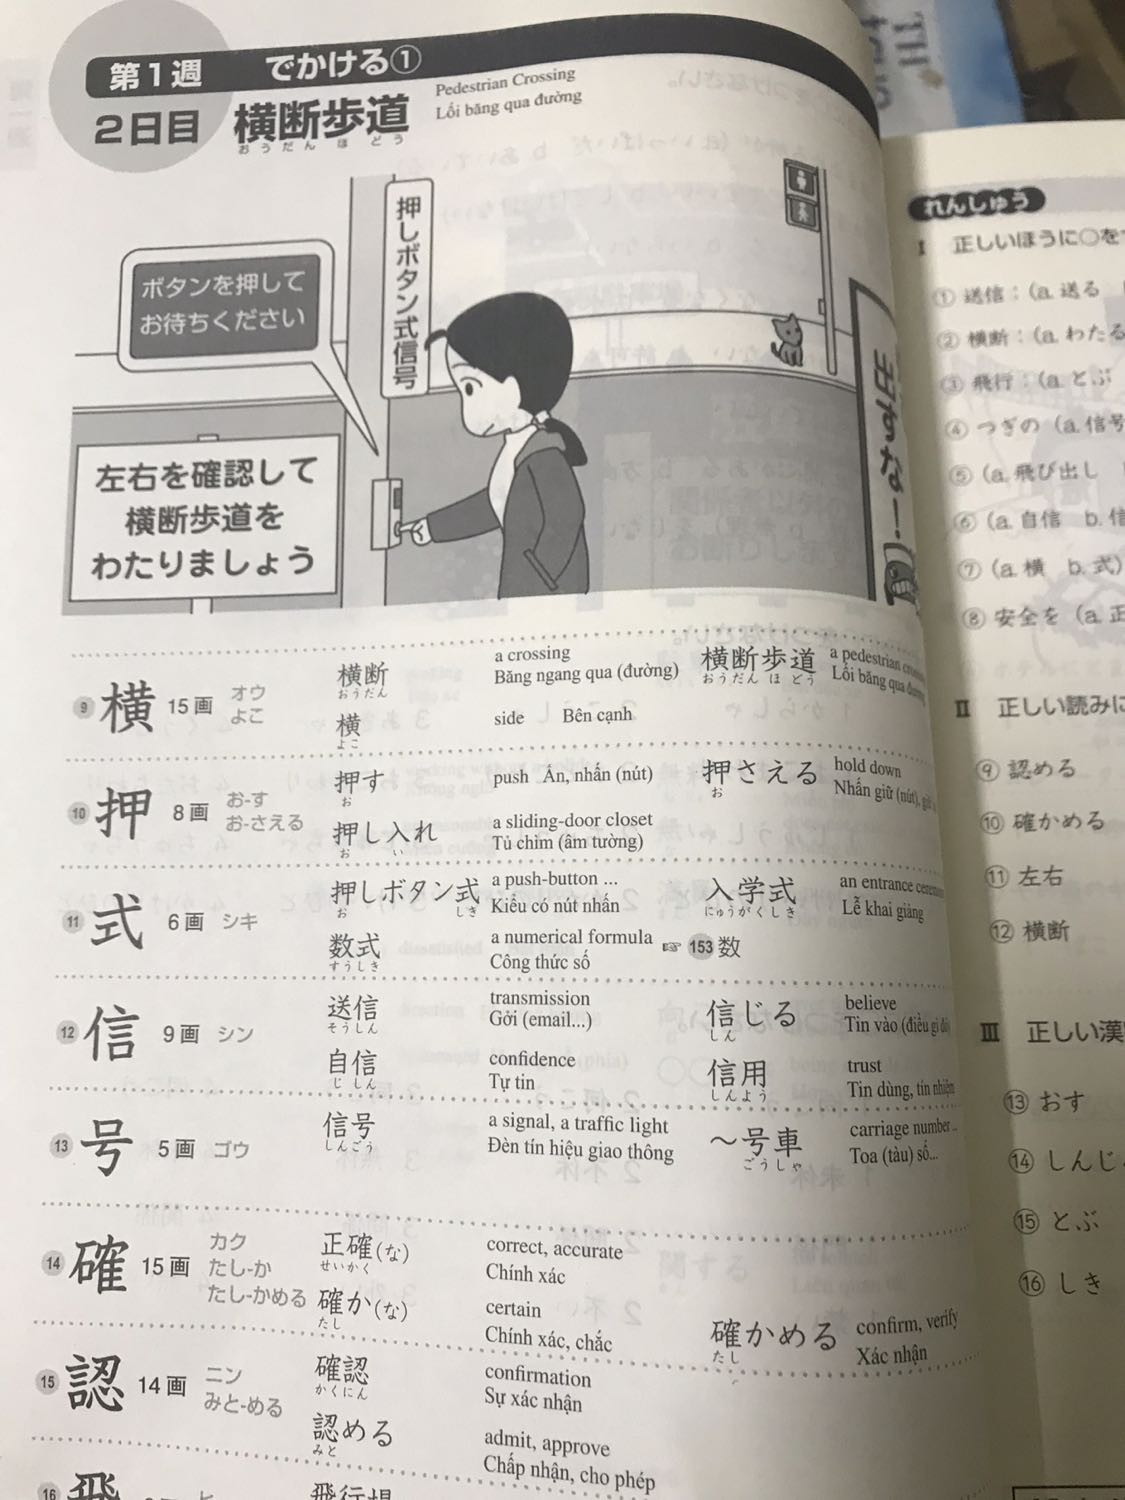 第1週 でかける①
2日目 横断歩道
おうだん ほ どう
Pedestrian Crossing
Lối băng qua đường
押しボタン式信号
ボタンを押して
お待ちください
左右を確認して
横断歩道を
わたりましょう
9 横 15画 オウ よこ
横断 おうだん a crossing Băng ngang qua (đường)
横断歩道 おうだん ほ どう a pedestrian
Lối băng qua
横 よこ side Bên cạnh
10 押 8画 お-す お-さえる
押す お push Ấn, nhấn (nút)
押さえる お hold down
Nhấn giữ (nút),
押し入れ お い a sliding-door closet Tủ chìm (âm tường)
11 式 6画 シキ
押しボタン式 お しき a push-button ... Kiểu có nút nhấn
入学式 にゅうがくしき an entrance
Lễ khai giảng
数式 すうしき a numerical formula Công thức số ☞ 153 数
12 信 9画 シン
送信 そうしん transmission Gởi (email...)
信じる しん believe
Tin vào (điều gì
自信 じ しん confidence Tự tin
信用 しんよう trust
Tin dùng, tín nhiệm
13 号 5画 ゴウ
信号 しんごう a signal, a traffic light Đèn tín hiệu giao thông
～号車 ごうしゃ carriage number ..
Toa (tàu) số...
14 確 15画 カク たし-か たし-かめる
正確(な) せいかく correct, accurate Chính xác
確か(な) たし certain Chính xác, chắc
確かめる たし confirm, verify
Xác nhận
15 認 14画 ニン みと-める
確認 かくにん confirmation Sự xác nhận
認める みと admit, approve Chấp nhận, cho phép
16 飛
飛行場
れんしゅう
I 正しいほうに○を
① 送信：(a. 送る
② 横断：(a. わたる
③ 飛行：(a. とぶ
④ つぎの (a. 信号
⑤ (a. 飛び出し
⑥ (a. 自信 b. 信
⑦ (a. 横 b. 式)
⑧ 安全を (a. 正
II 正しい読みに
⑨ 認める
⑩ 確かめる
⑪ 左右
⑫ 横断
III 正しい漢
⑬ おす
⑭ しんじ
⑮ とぶ
⑯ しき